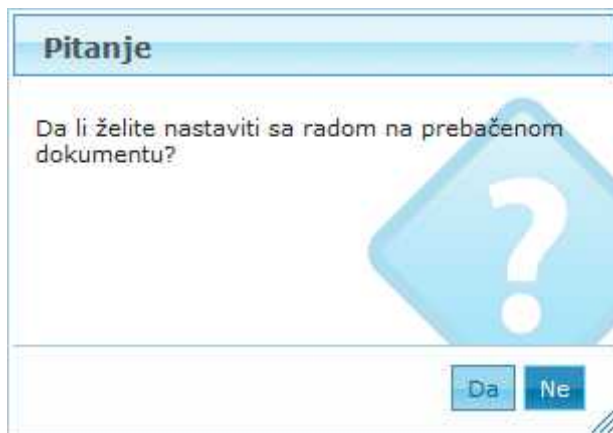 Pitanje
Da li želite nastaviti sa radom na prebačenom
dokumentu?
?
Da Ne